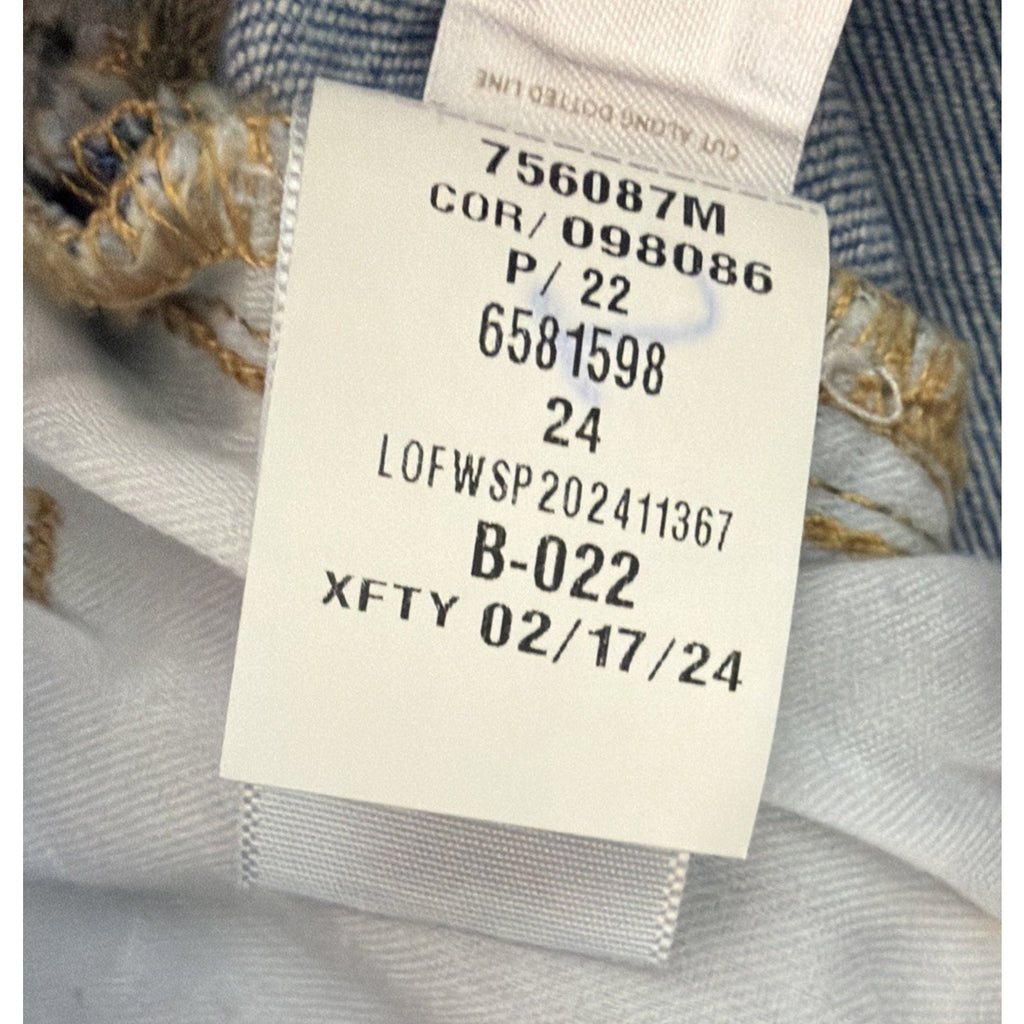 CUT ALONG DOTTED LINE
756087M
COR/ 098086
P/ 22
6581598
24
LOFWSP202411367
B-022
XFTY 02/17/24